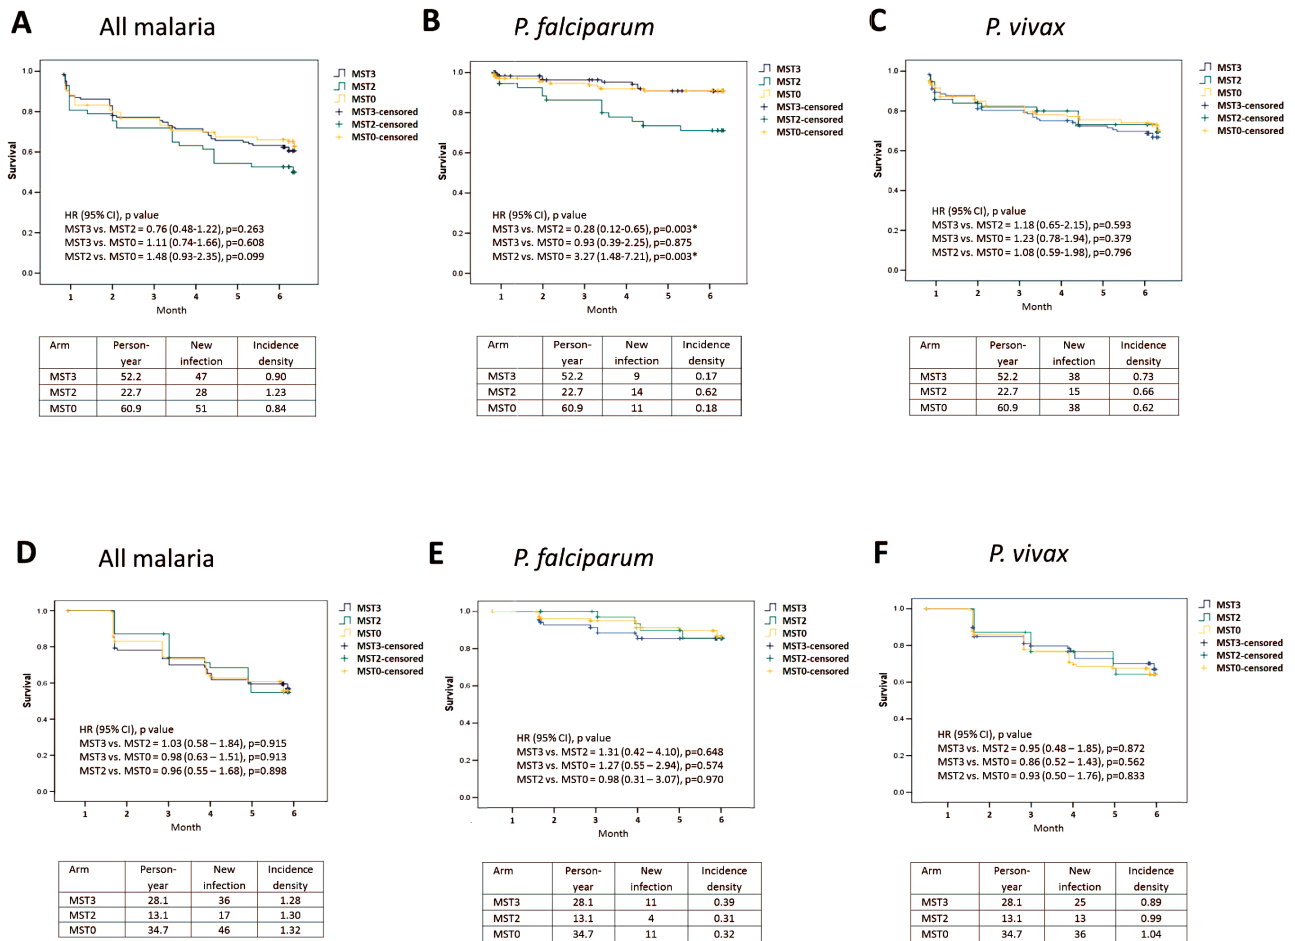 A
All malaria
1.0
0.8
0.6
0.4
0.2
0.0
Survival
HR (95% CI), p value
MST3 vs. MST2 = 0.76 (0.48-1.22), p=0.263
MST3 vs. MST0 = 1.11 (0.74-1.66), p=0.608
MST2 vs. MST0 = 1.48 (0.93-2.35), p=0.099
1 2 3 4 5 6
Month
MST3
MST2
MST0
MST3-censored
MST2-censored
MST0-censored
Arm Person-year New infection Incidence density
MST3 52.2 47 0.90
MST2 22.7 28 1.23
MST0 60.9 51 0.84
B
P. falciparum
1.0
0.8
0.6
0.4
0.2
0.0
Survival
HR (95% CI), p value
MST3 vs. MST2 = 0.28 (0.12-0.65), p=0.003*
MST3 vs. MST0 = 0.93 (0.39-2.25), p=0.875
MST2 vs. MST0 = 3.27 (1.48-7.21), p=0.003*
1 2 3 4 5 6
Month
MST3
MST2
MST0
MST3-censored
MST2-censored
MST0-censored
Arm Person-year New infection Incidence density
MST3 52.2 9 0.17
MST2 22.7 14 0.62
MST0 60.9 11 0.18
C
P. vivax
1.0
0.8
0.6
0.4
0.2
0.0
Survival
HR (95% CI), p value
MST3 vs. MST2 = 1.18 (0.65-2.15), p=0.593
MST3 vs. MST0 = 1.23 (0.78-1.94), p=0.379
MST2 vs. MST0 = 1.08 (0.59-1.98), p=0.796
1 2 3 4 5 6
Month
MST3
MST2
MST0
MST3-censored
MST2-censored
MST0-censored
Arm Person-year New infection Incidence density
MST3 52.2 38 0.73
MST2 22.7 15 0.66
MST0 60.9 38 0.62
D
All malaria
1.0
0.8
0.6
0.4
0.2
0.0
Survival
HR (95% CI), p value
MST3 vs. MST2 = 1.03 (0.58 – 1.84), p=0.915
MST3 vs. MST0 = 0.98 (0.63 – 1.51), p=0.913
MST2 vs. MST0 = 0.96 (0.55 – 1.68), p=0.898
1 2 3 4 5 6
Month
MST3
MST2
MST0
MST3-censored
MST2-censored
MST0-censored
Arm Person-year New infection Incidence density
MST3 28.1 36 1.28
MST2 13.1 17 1.30
MST0 34.7 46 1.32
E
P. falciparum
1.0
0.8
0.6
0.4
0.2
0.0
Survival
HR (95% CI), p value
MST3 vs. MST2 = 1.31 (0.42 – 4.10), p=0.648
MST3 vs. MST0 = 1.27 (0.55 – 2.94), p=0.574
MST2 vs. MST0 = 0.98 (0.31 – 3.07), p=0.970
1 2 3 4 5 6
Month
MST3
MST2
MST0
MST3-censored
MST2-censored
MST0-censored
Arm Person-year New infection Incidence density
MST3 28.1 11 0.39
MST2 13.1 4 0.31
MST0 34.7 11 0.32
F
P. vivax
1.0
0.8
0.6
0.4
0.2
0.0
Survival
HR (95% CI), p value
MST3 vs. MST2 = 0.95 (0.48 – 1.85), p=0.872
MST3 vs. MST0 = 0.86 (0.52 – 1.43), p=0.562
MST2 vs. MST0 = 0.93 (0.50 – 1.76), p=0.833
1 2 3 4 5 6
Month
MST3
MST2
MST0
MST3-censored
MST2-censored
MST0-censored
Arm Person-year New infection Incidence density
MST3 28.1 25 0.89
MST2 13.1 13 0.99
MST0 34.7 36 1.04